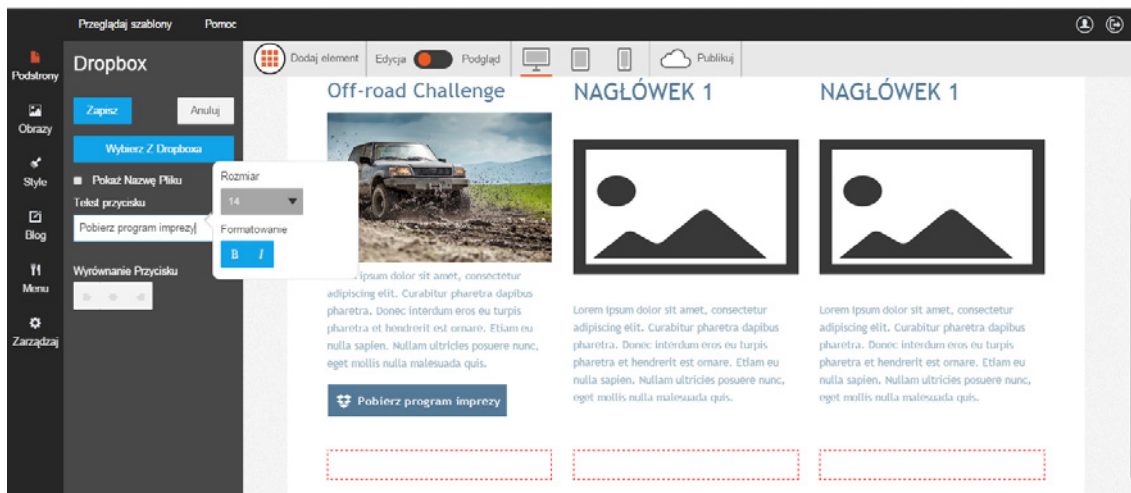 Przeglądaj szablony Pomoc
Podstrony
Obrazy
Style
Blog
Menu
Zarządzaj
Dropbox
Zapisz Anuluj
Wybierz Z Dropboxa
Pokaż Nazwę Pliku
Tekst przycisku
Pobierz program imprezy
Wyrównanie Przycisku
Rozmiar
14
Formatowanie
B I
Dodaj element Edycja Podgląd Publikuj
Off-road Challenge
ipsum dolor sit amet, consectetur
adipiscing elit. Curabitur pharetra dapibus
pharetra. Donec interdum eros eu turpis
pharetra et hendrerit est ornare. Etiam eu
nulla sapien. Nullam ultricies posuere nunc,
eget mollis nulla malesuada quis.
Pobierz program imprezy
NAGŁÓWEK 1
Lorem ipsum dolor sit amet, consectetur
adipiscing elit. Curabitur pharetra dapibus
pharetra. Donec interdum eros eu turpis
pharetra et hendrerit est ornare. Etiam eu
nulla sapien. Nullam ultricies posuere nunc,
eget mollis nulla malesuada quis.
NAGŁÓWEK 1
Lorem ipsum dolor sit amet, consectetur
adipiscing elit. Curabitur pharetra dapibus
pharetra. Donec interdum eros eu turpis
pharetra et hendrerit est ornare. Etiam eu
nulla sapien. Nullam ultricies posuere nunc,
eget mollis nulla malesuada quis.